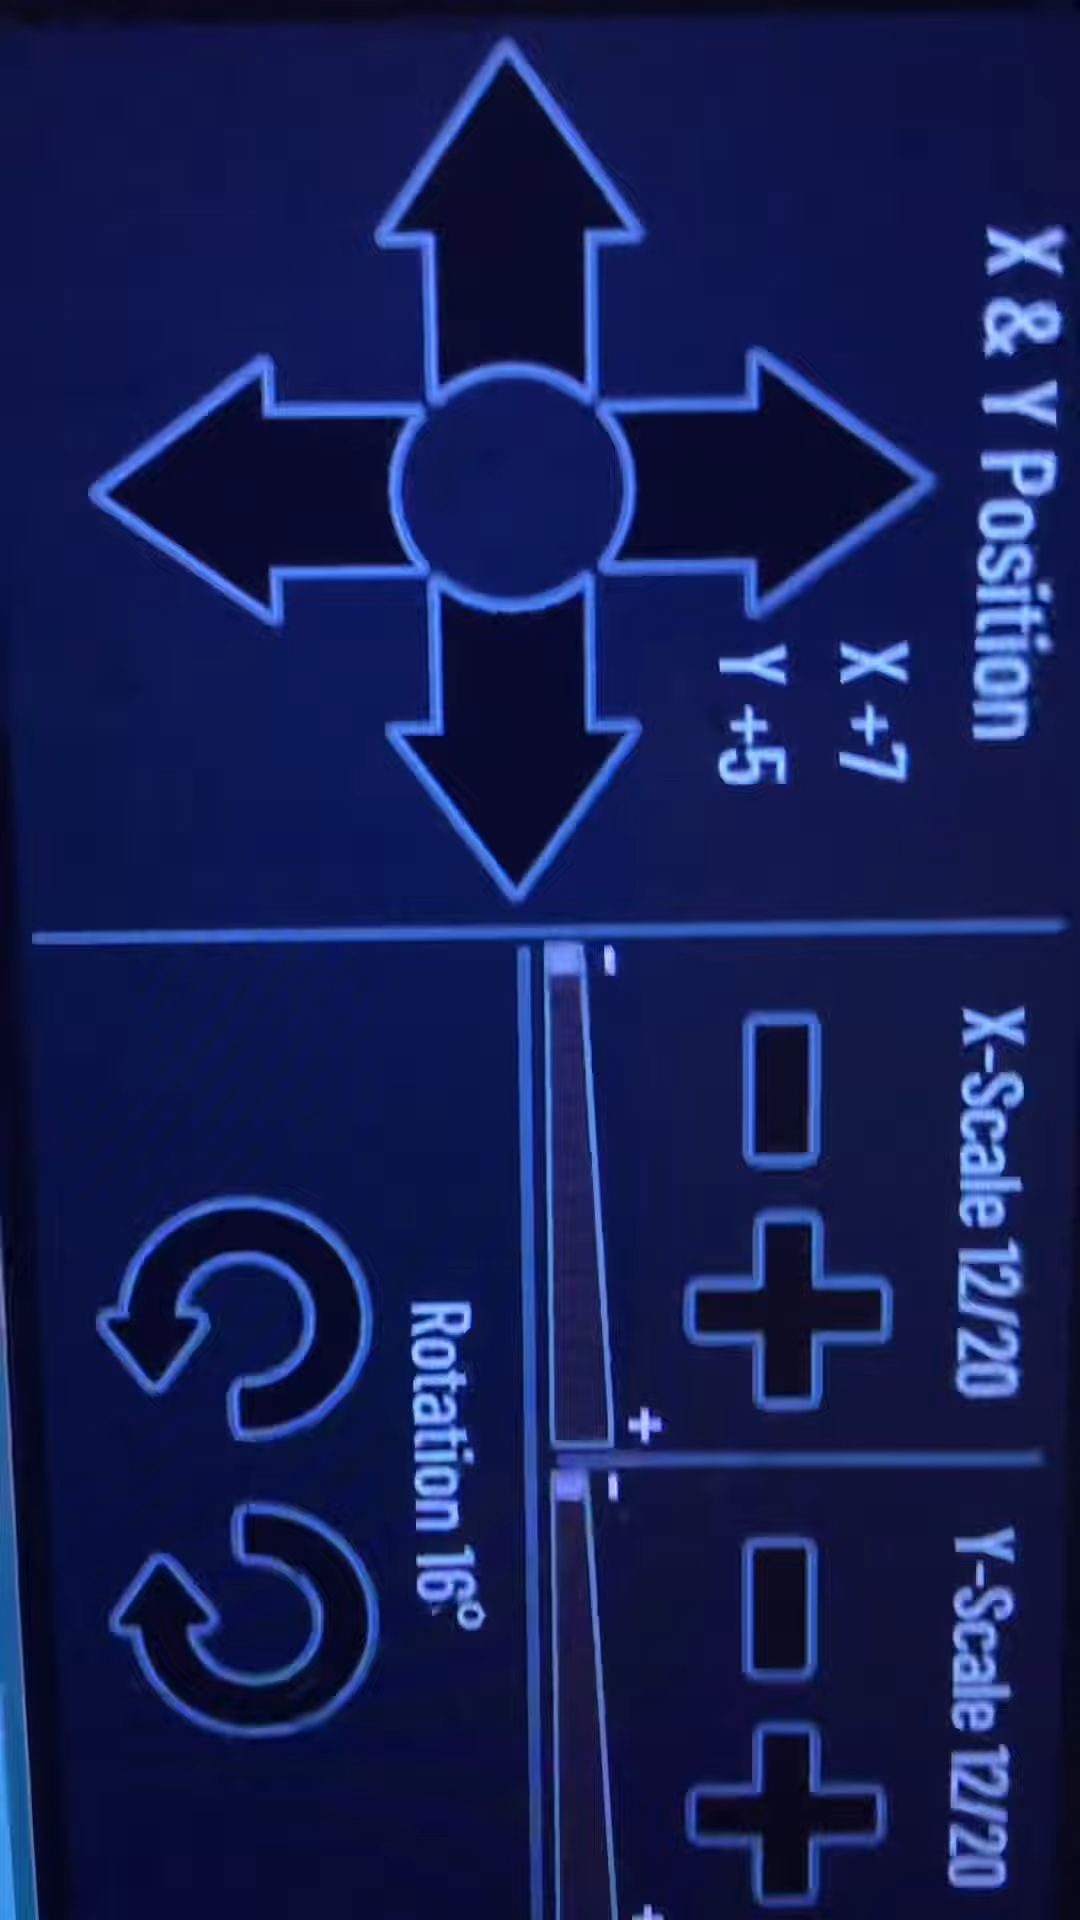 X & Y Position
X +7
Y +5
X-Scale 12/20
- +
Y-Scale 12/20
- +
Rotation 16°